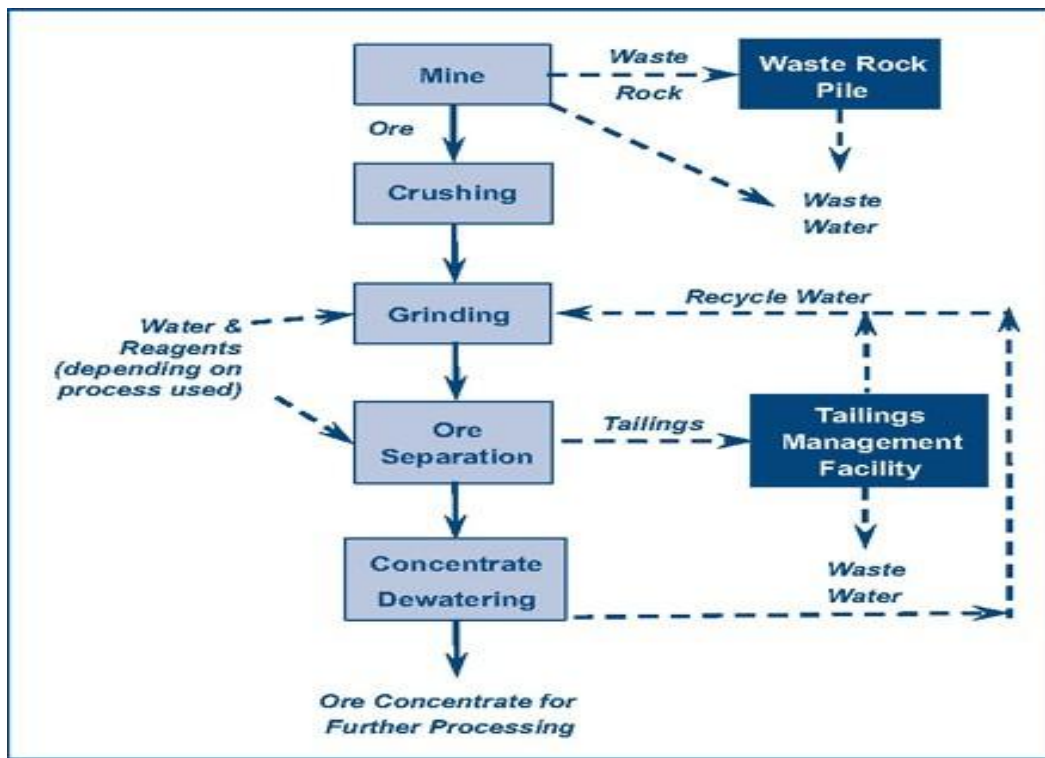 Mine
Waste
Rock
Waste Rock
Pile
Ore
Crushing
Waste
Water
Grinding
Recycle Water
Water &
Reagents
(depending on
process used)
Ore
Separation
Tailings
Tailings
Management
Facility
Concentrate
Dewatering
Waste
Water
Ore Concentrate for
Further Processing